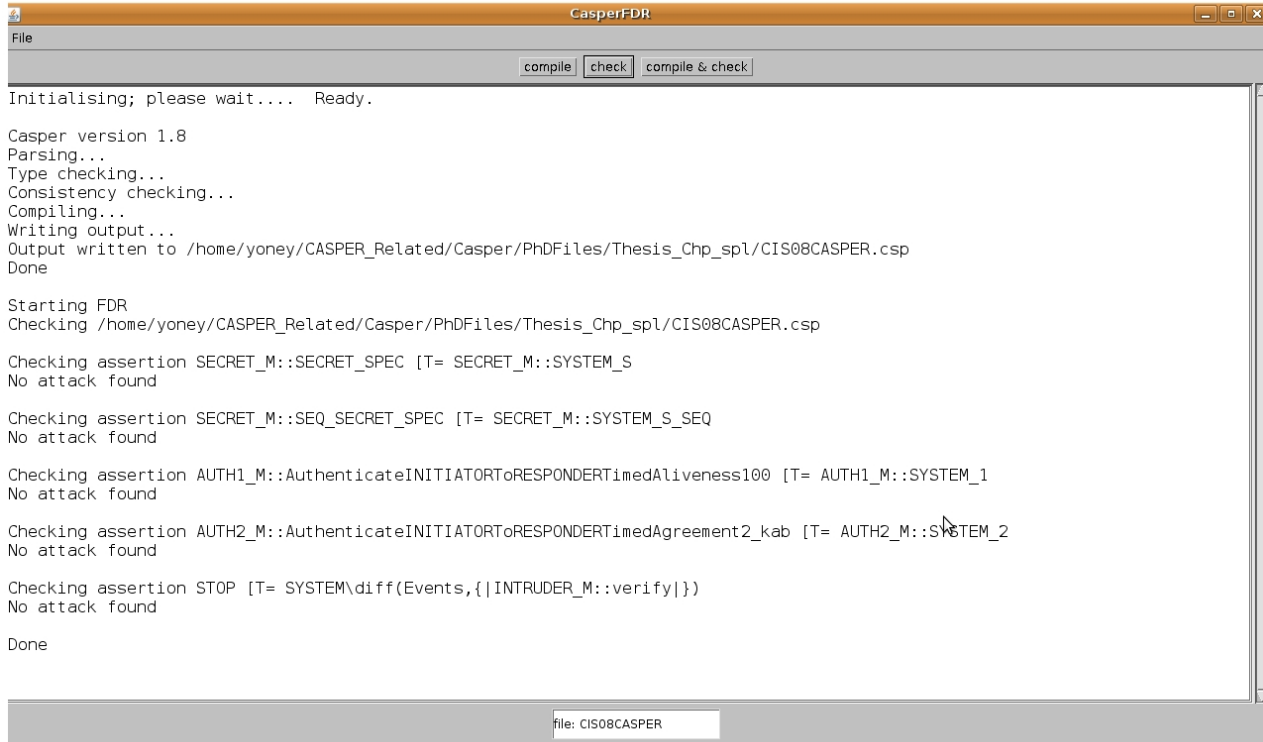 CasperFDR
File
compile check compile & check
Initialising; please wait.... Ready.
Casper version 1.8
Parsing...
Type checking...
Consistency checking...
Compiling...
Writing output...
Output written to /home/yoney/CASPER_Related/Casper/PhDFiles/Thesis_Chp_spl/CIS08CASPER.csp
Done
Starting FDR
Checking /home/yoney/CASPER_Related/Casper/PhDFiles/Thesis_Chp_spl/CIS08CASPER.csp
Checking assertion SECRET_M::SECRET_SPEC [T= SECRET_M::SYSTEM_S
No attack found
Checking assertion SECRET_M::SEQ_SECRET_SPEC [T= SECRET_M::SYSTEM_S_SEQ
No attack found
Checking assertion AUTH1_M::AuthenticateINITIATORToRESPONDERTimedAliveness100 [T= AUTH1_M::SYSTEM_1
No attack found
Checking assertion AUTH2_M::AuthenticateINITIATORToRESPONDERTimedAgreement2_kab [T= AUTH2_M::SYSTEM_2
No attack found
Checking assertion STOP [T= SYSTEM\diff(Events,{|INTRUDER_M::verify|})
No attack found
Done
file: CIS08CASPER